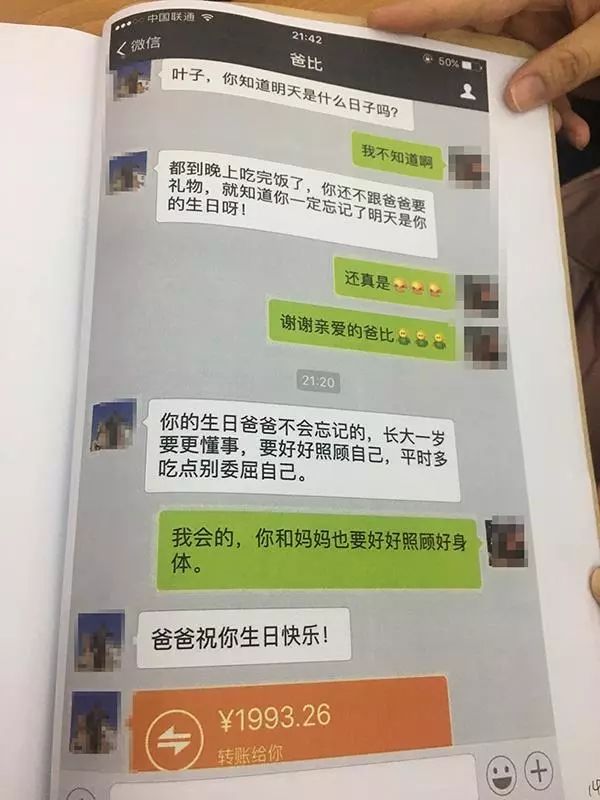 中国联通
21:42
50%
微信
爸比
叶子，你知道明天是什么日子吗？
我不知道啊
都到晚上吃完饭了，你还不跟爸爸要
礼物，就知道你一定忘记了明天是你
的生日呀！
还真是
谢谢亲爱的爸比
21:20
你的生日爸爸不会忘记的，长大一岁
要更懂事，要好好照顾自己，平时多
吃点别委屈自己。
我会的，你和妈妈也要好好照顾好身
体。
爸爸祝你生日快乐！
¥1993.26
转账给你